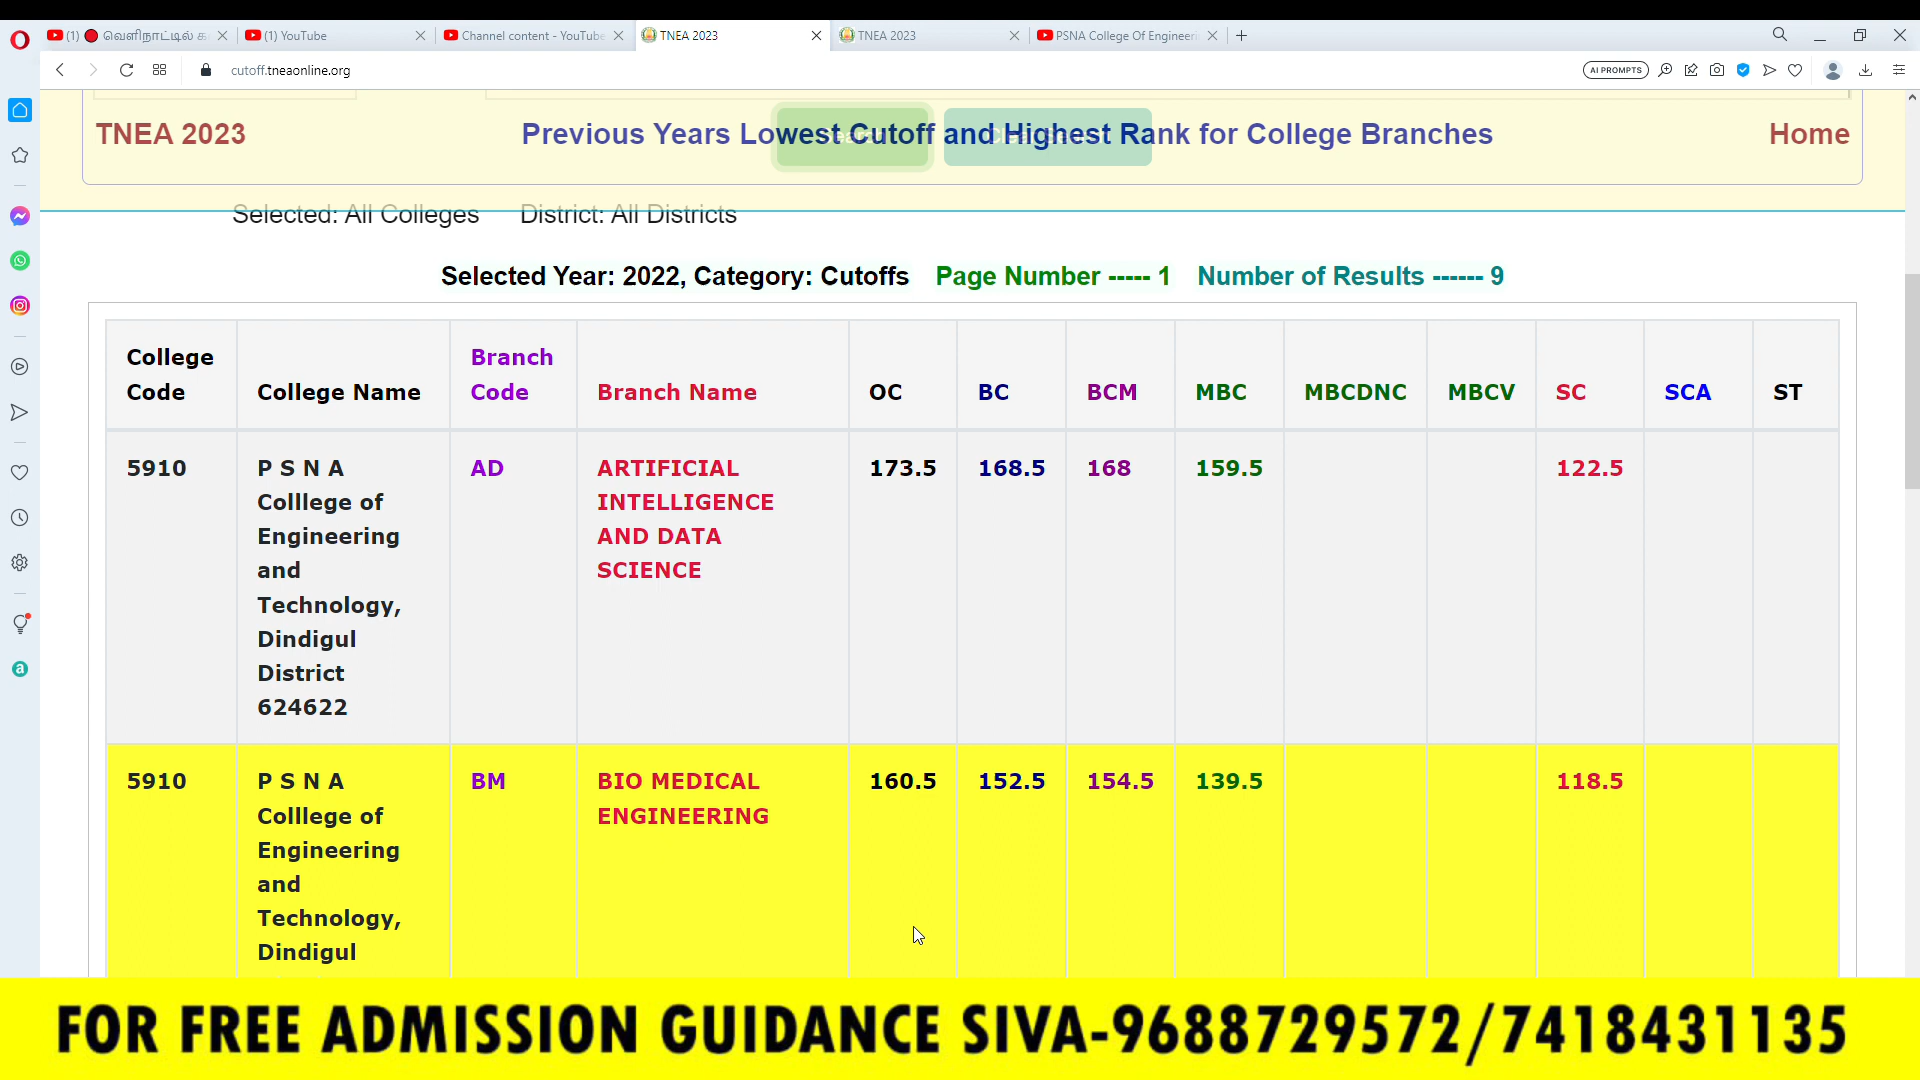 (1) 🔴 வெளிநாட்டில்
(1) YouTube
Channel content - YouTube
TNEA 2023
TNEA 2023
PSNA College Of Engineeri
cutoff.tneaonline.org
AI PROMPTS
TNEA 2023
Previous Years Lowest Cutoff and Highest Rank for College Branches
Home
Selected: All Colleges District: All Districts
Selected Year: 2022, Category: Cutoffs Page Number ----- 1 Number of Results ------ 9
College Code College Name Branch Code Branch Name OC BC BCM MBC MBCDNC MBCV SC SCA ST
5910 P S N A AD ARTIFICIAL 173.5 168.5 168 159.5 122.5
Colllege of INTELLIGENCE
Engineering AND DATA
and SCIENCE
Technology,
Dindigul
District
624622
5910 P S N A BM BIO MEDICAL 160.5 152.5 154.5 139.5 118.5
Colllege of ENGINEERING
Engineering
and
Technology,
Dindigul
FOR FREE ADMISSION GUIDANCE SIVA-9688729572/7418431135